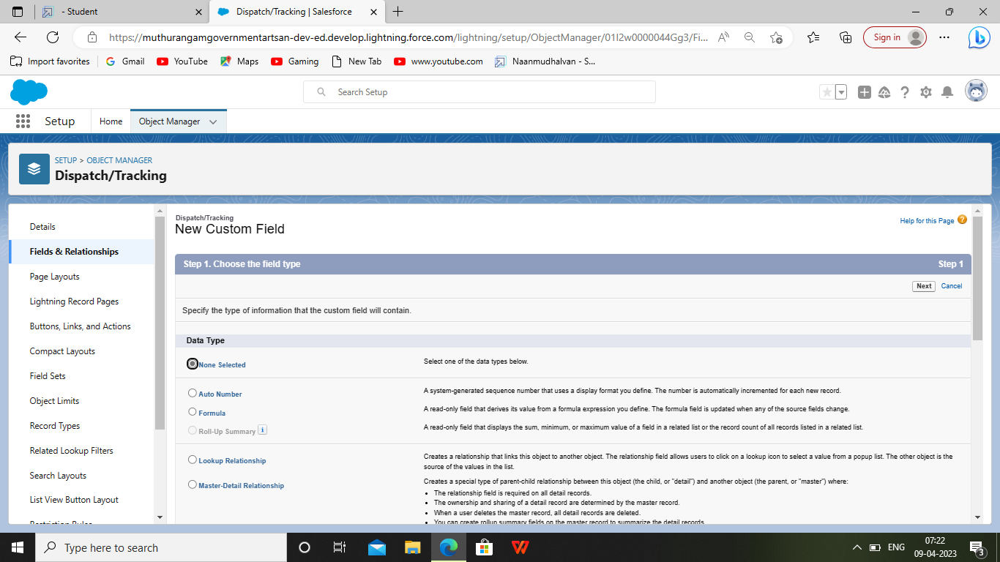 - Student
Dispatch/Tracking | Salesforce
https://muthurangamgovernmentartsan-dev-ed.develop.lightning.force.com/lightning/setup/ObjectManager/01I2w0000044Gg3/Fi...
Sign in
Import favorites
Gmail
YouTube
Maps
Gaming
New Tab
www.youtube.com
Naanmudhalvan - S...
Search Setup
Setup
Home
Object Manager
SETUP > OBJECT MANAGER
Dispatch/Tracking
Details
Fields & Relationships
Page Layouts
Lightning Record Pages
Buttons, Links, and Actions
Compact Layouts
Field Sets
Object Limits
Record Types
Related Lookup Filters
Search Layouts
List View Button Layout
Restriction Rules
Dispatch/Tracking
New Custom Field
Help for this Page
Step 1. Choose the field type
Step 1
Next
Cancel
Specify the type of information that the custom field will contain.
Data Type
None Selected
Select one of the data types below.
Auto Number
A system-generated sequence number that uses a display format you define. The number is automatically incremented for each new record.
Formula
A read-only field that derives its value from a formula expression you define. The formula field is updated when any of the source fields change.
Roll-Up Summary
A read-only field that displays the sum, minimum, or maximum value of a field in a related list or the record count of all records listed in a related list.
Lookup Relationship
Creates a relationship that links this object to another object. The relationship field allows users to click on a lookup icon to select a value from a popup list. The other object is the
source of the values in the list.
Master-Detail Relationship
Creates a special type of parent-child relationship between this object (the child, or "detail") and another object (the parent, or "master") where:
• The relationship field is required on all detail records.
• The ownership and sharing of a detail record are determined by the master record.
• When a user deletes the master record, all detail records are deleted.
• You can create rollup summary fields on the master record to summarize the detail records.
Type here to search
ENG
07:22
09-04-2023
3